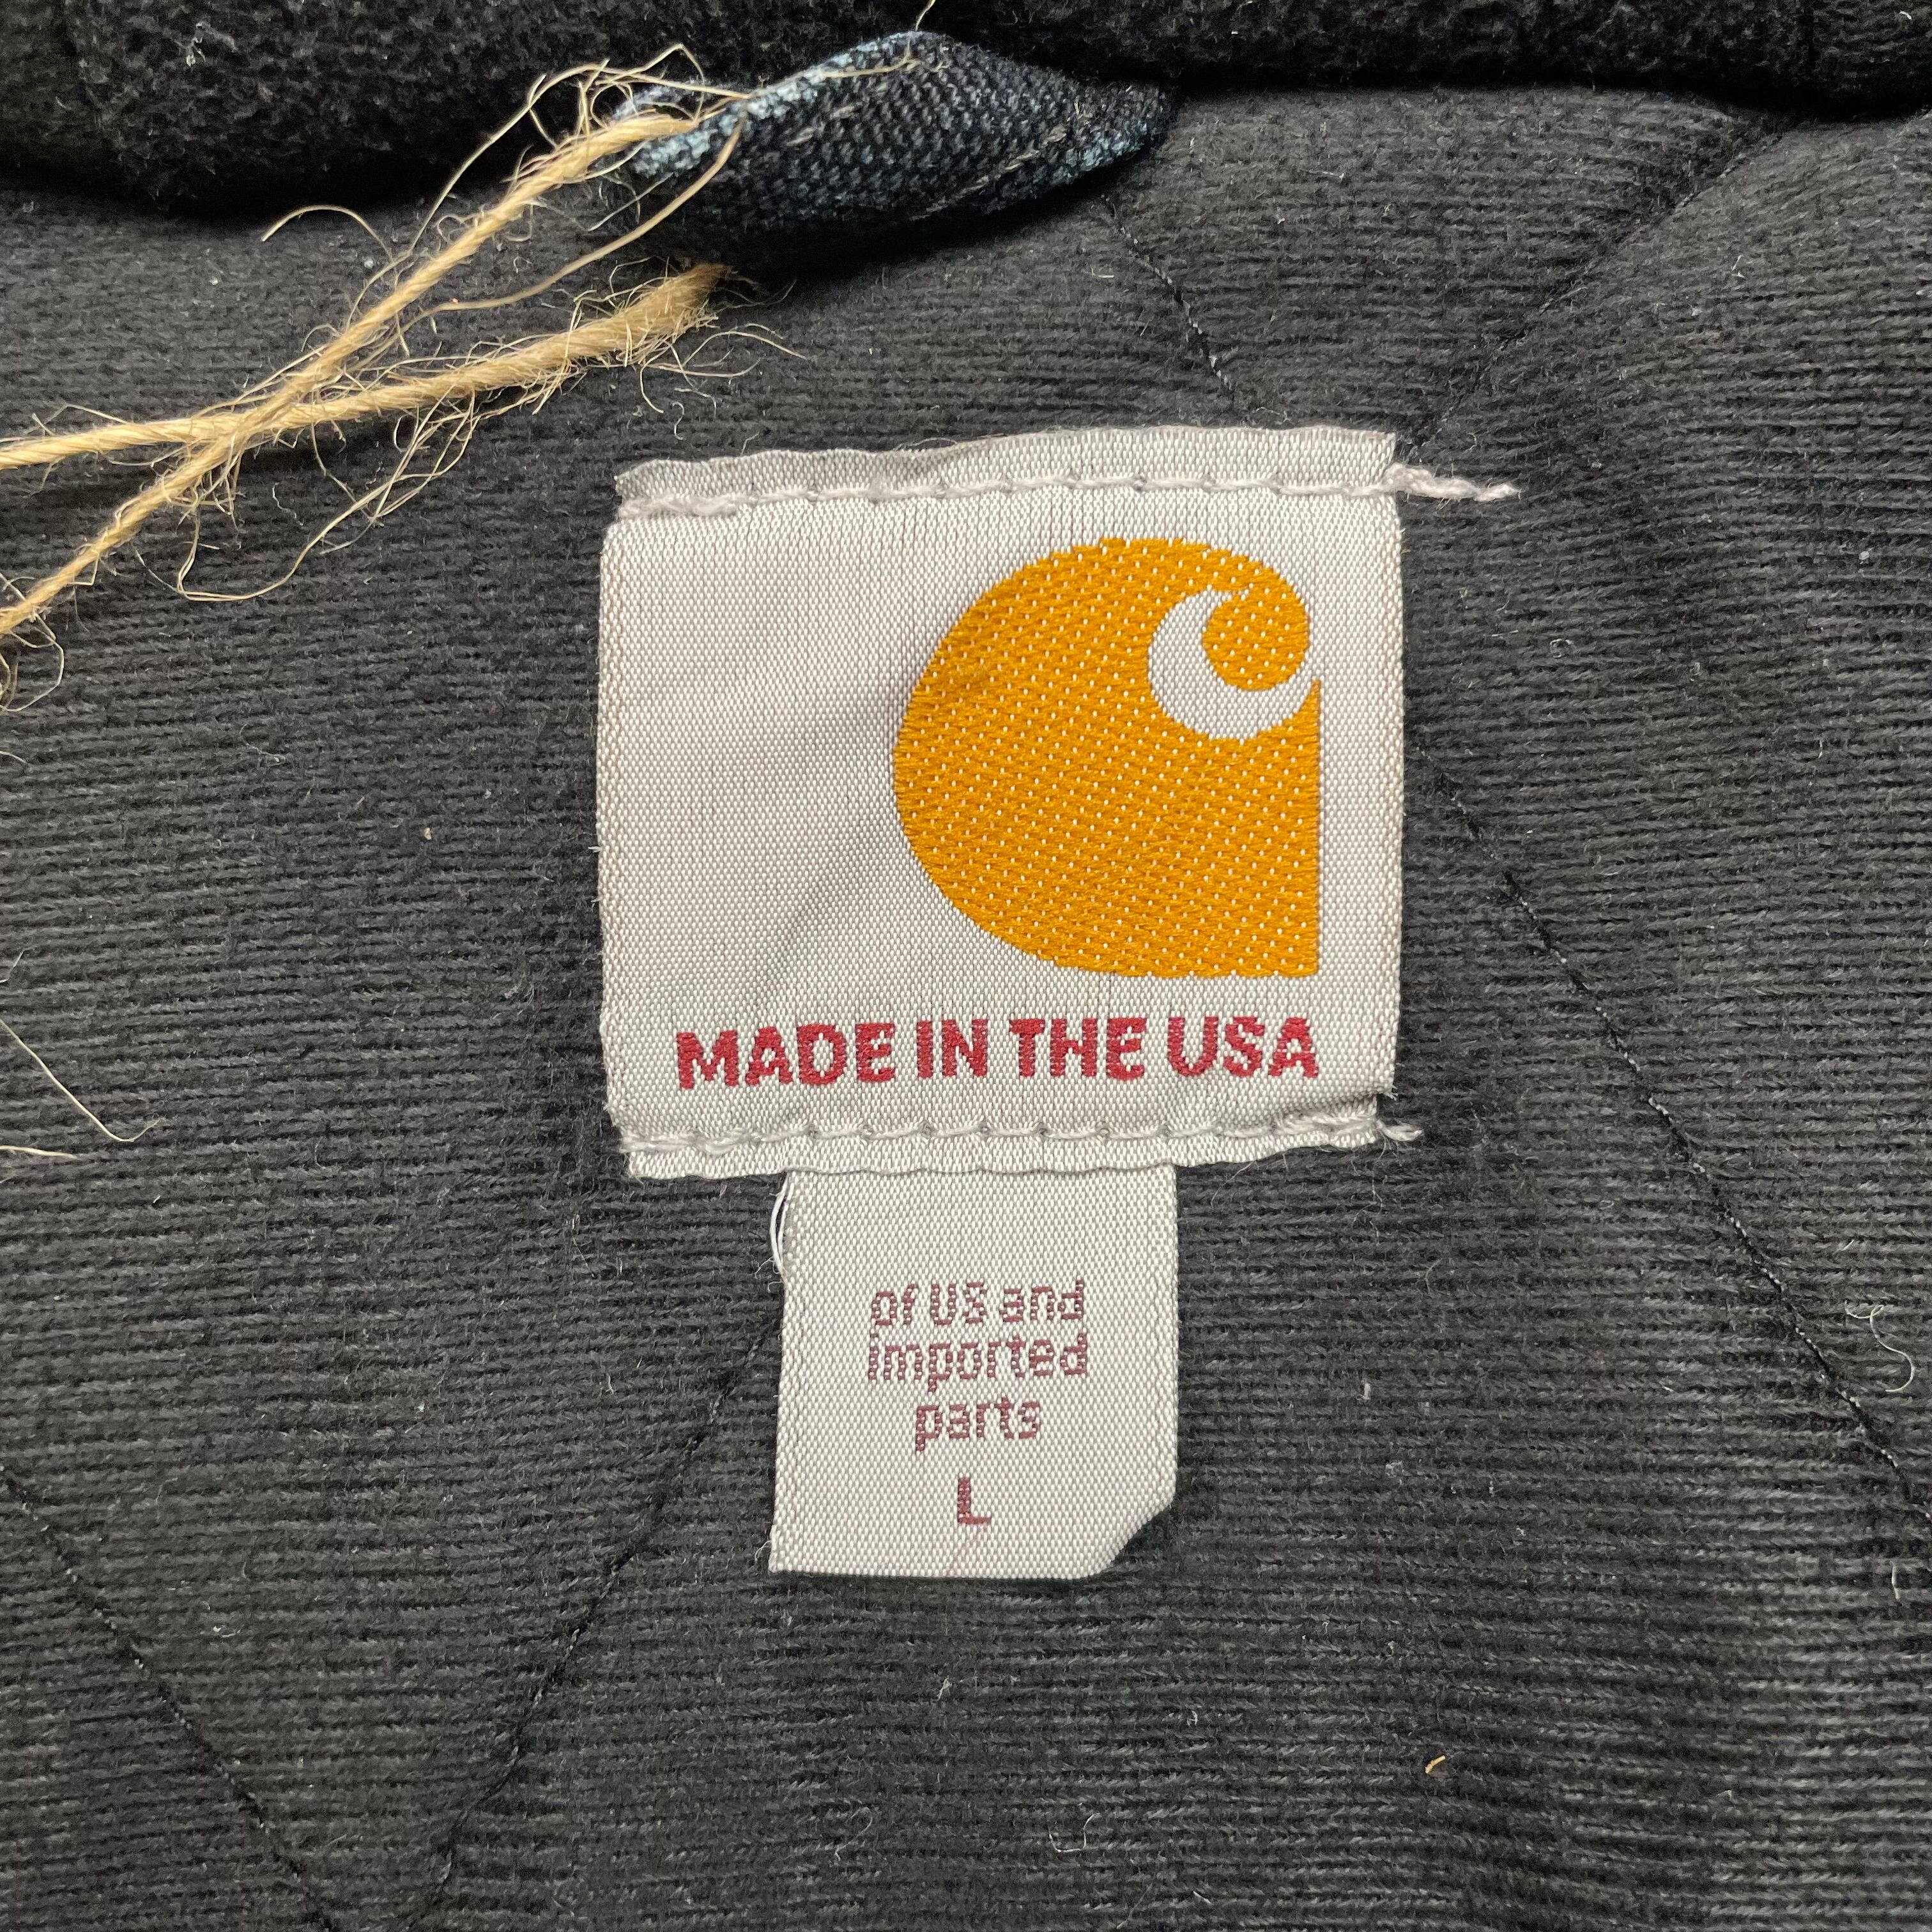 MADE IN THE USA
of US and
imported
parts
L